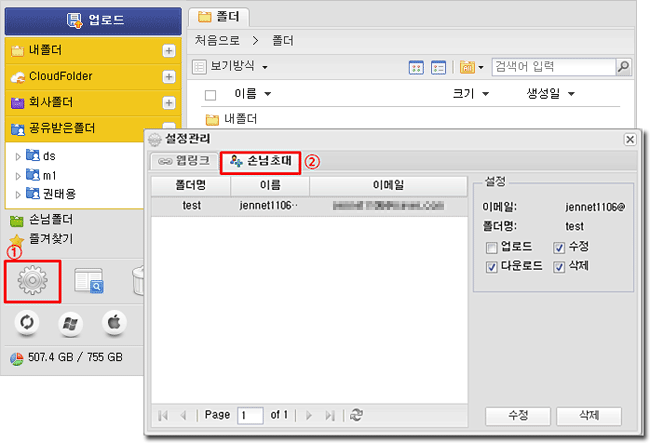 업로드
내폴더
CloudFolder
회사폴더
공유받은폴더
ds
m1
권태용
손님폴더
즐겨찾기
①
507.4 GB / 755 GB
폴더
처음으로 > 폴더
보기방식
검색어 입력
이름 크기 생성일
내폴더
설정관리
웹링크 손님초대 ②
폴더명 이름 이메일
test jennet1106··
설정
이메일: jennet1106@
폴더명: test
업로드 수정
다운로드 삭제
Page 1 of 1
수정 삭제